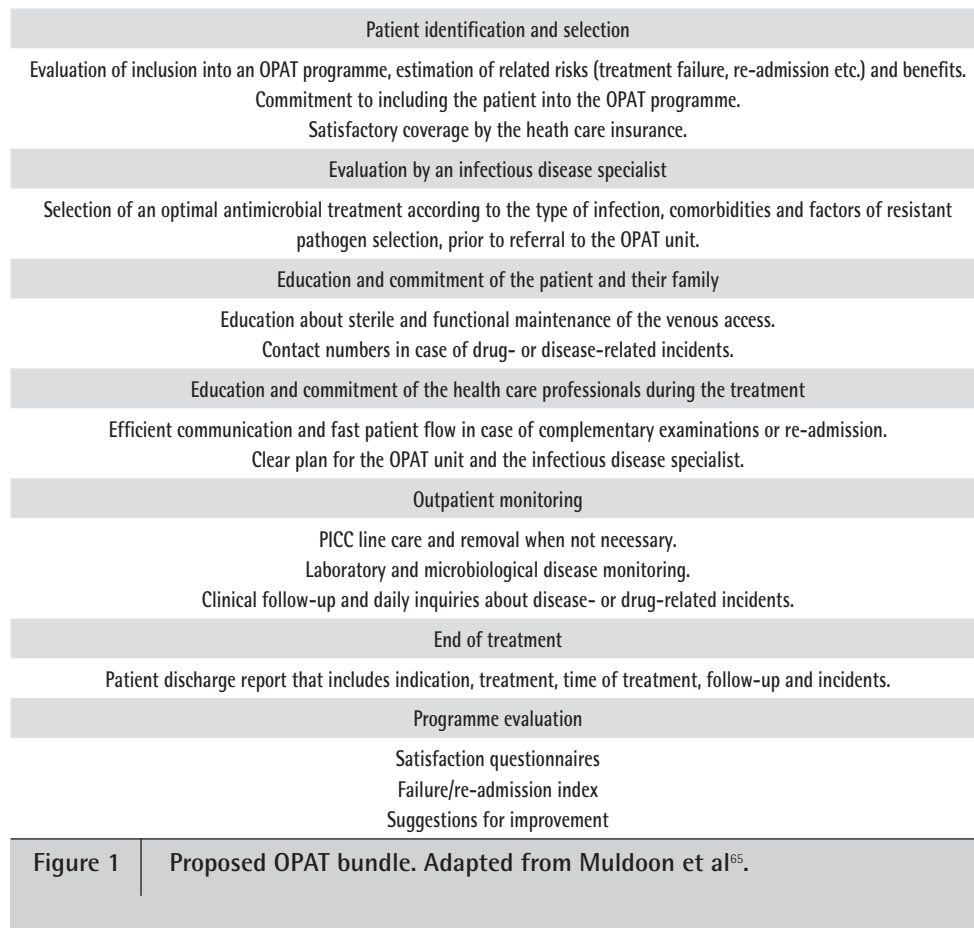 Patient identification and selection
Evaluation of inclusion into an OPAT programme, estimation of related risks (treatment failure, re-admission etc.) and benefits.
Commitment to including the patient into the OPAT programme.
Satisfactory coverage by the heath care insurance.
Evaluation by an infectious disease specialist
Selection of an optimal antimicrobial treatment according to the type of infection, comorbidities and factors of resistant
pathogen selection, prior to referral to the OPAT unit.
Education and commitment of the patient and their family
Education about sterile and functional maintenance of the venous access.
Contact numbers in case of drug- or disease-related incidents.
Education and commitment of the health care professionals during the treatment
Efficient communication and fast patient flow in case of complementary examinations or re-admission.
Clear plan for the OPAT unit and the infectious disease specialist.
Outpatient monitoring
PICC line care and removal when not necessary.
Laboratory and microbiological disease monitoring.
Clinical follow-up and daily inquiries about disease- or drug-related incidents.
End of treatment
Patient discharge report that includes indication, treatment, time of treatment, follow-up and incidents.
Programme evaluation
Satisfaction questionnaires
Failure/re-admission index
Suggestions for improvement
Figure 1 Proposed OPAT bundle. Adapted from Muldoon et al65.